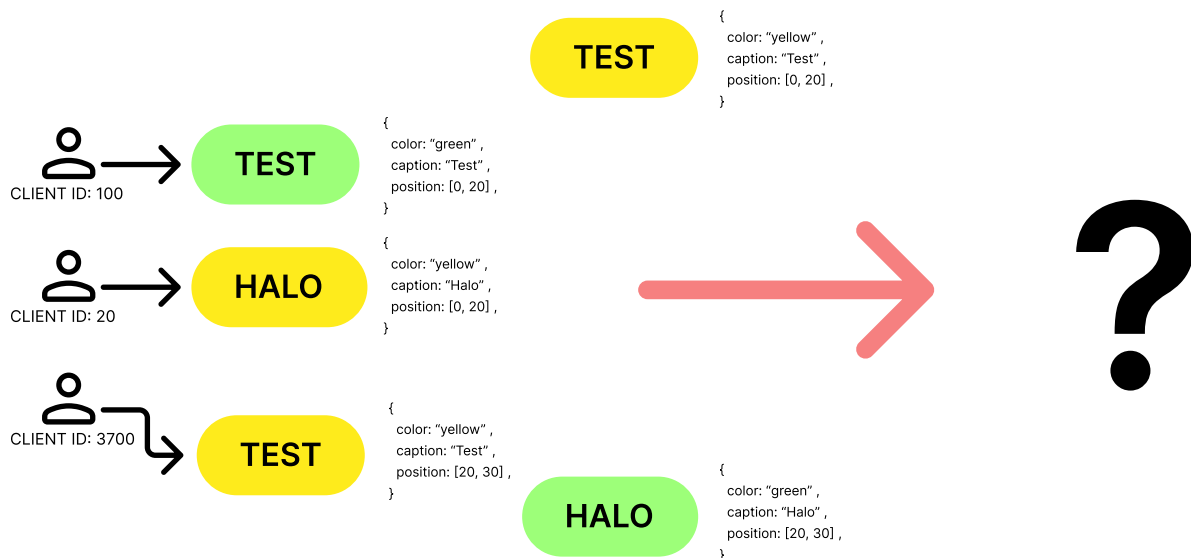 TEST
{
color: “yellow” ,
caption: “Test” ,
position: [0, 20] ,
}
CLIENT ID: 100
TEST
{
color: “green” ,
caption: “Test” ,
position: [0, 20] ,
}
CLIENT ID: 20
HALO
{
color: “yellow” ,
caption: “Halo” ,
position: [0, 20] ,
}
CLIENT ID: 3700
TEST
{
color: “yellow” ,
caption: “Test” ,
position: [20, 30] ,
}
HALO
{
color: “green” ,
caption: “Halo” ,
position: [20, 30] ,
}
?